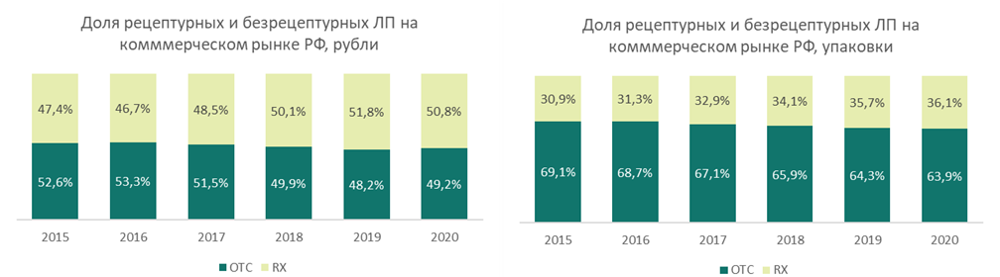 Доля рецептурных и безрецептурных ЛП на
комммерческом рынке РФ, рубли
47,4% 46,7% 48,5% 50,1% 51,8% 50,8%
52,6% 53,3% 51,5% 49,9% 48,2% 49,2%
2015 2016 2017 2018 2019 2020
OTC RX
Доля рецептурных и безрецептурных ЛП на
комммерческом рынке РФ, упаковки
30,9% 31,3% 32,9% 34,1% 35,7% 36,1%
69,1% 68,7% 67,1% 65,9% 64,3% 63,9%
2015 2016 2017 2018 2019 2020
OTC RX